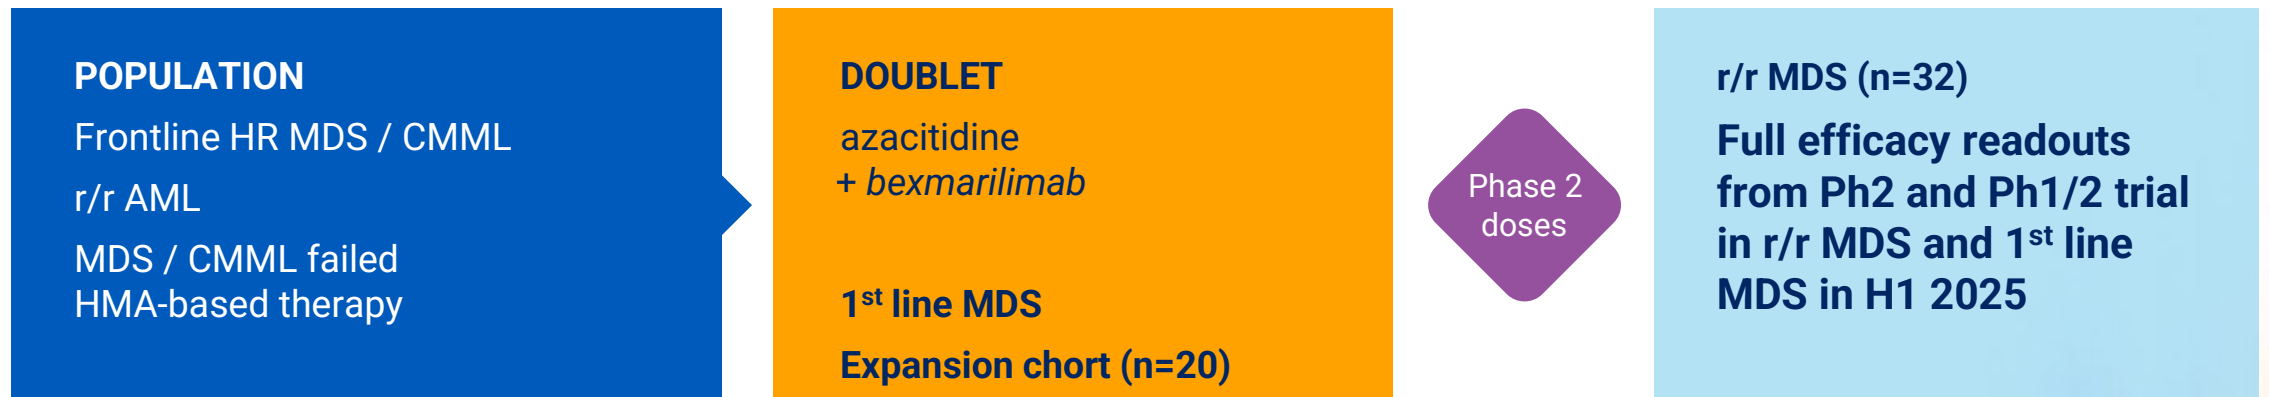 POPULATION
Frontline HR MDS / CMML
r/r AML
MDS / CMML failed
HMA-based therapy
DOUBLET
azacitidine
+ bexmarilimab
1st line MDS
Expansion chort (n=20)
Phase 2
doses
r/r MDS (n=32)
Full efficacy readouts
from Ph2 and Ph1/2 trial
in r/r MDS and 1st line
MDS in H1 2025